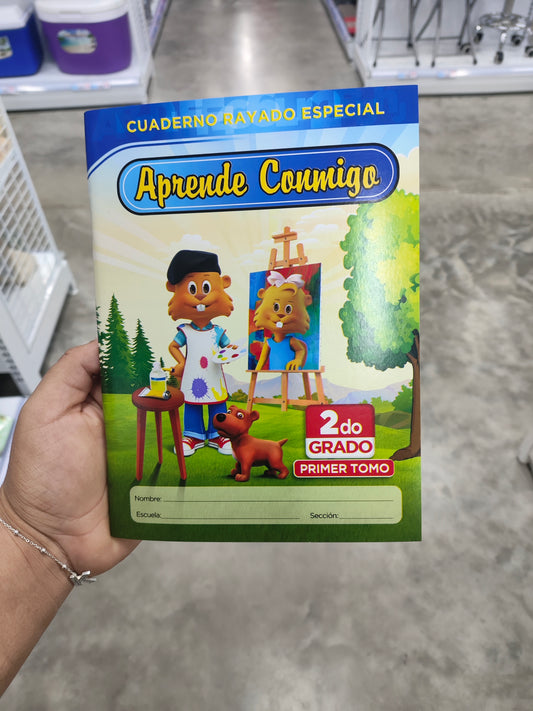 CUADERNO RAYADO ESPECIAL
Aprende Conmigo
2do
GRADO
PRIMER TOMO
Nombre:
Escuela: Sección: